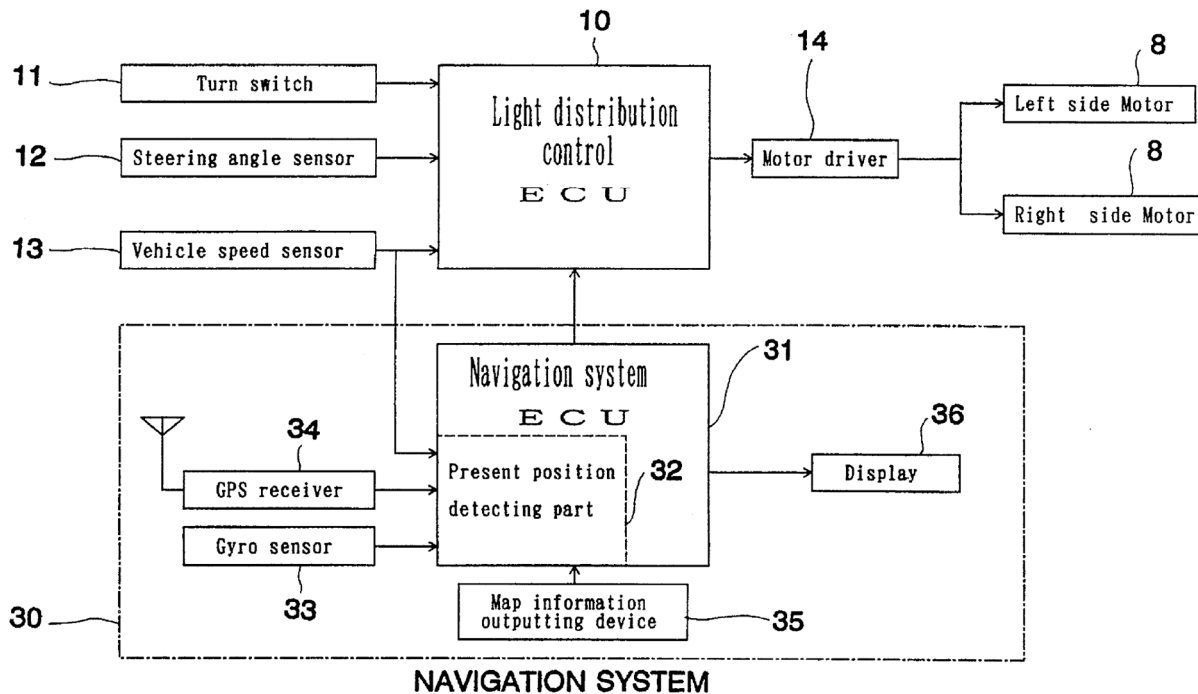 10
14
8
11
Turn switch
Light distribution
control
E C U
Left side Motor
12
Steering angle sensor
Motor driver
8
13
Vehicle speed sensor
Right side Motor
Navigation system
E C U
31
34
GPS receiver
Present position
detecting part
32
36
Display
Gyro sensor
33
Map information
outputting device
35
30
NAVIGATION SYSTEM